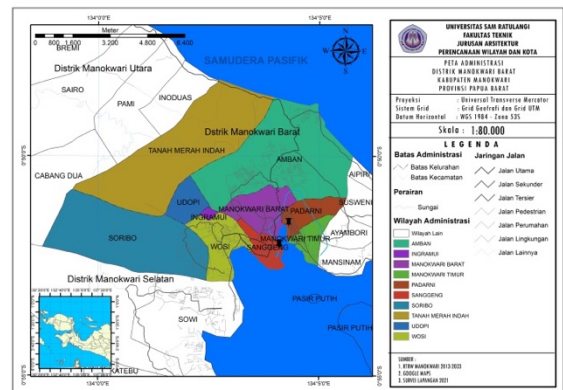 134°0'0"E
134°5'0"E
Meter
0 800 1.600 3.200 4.800 6.400
BREMI
Distrik Manokwari Utara
SAMUDERA PASIFIK
SAIRO
INODUAS
PAMI
Dstrik Manokwari Barat
TANAH MERAH INDAH
AMBAN
CABANG DUA
AIPIRI
UDOPI
MANOKWARI BARAT
PADARNI
SUSWENI
INGRAMUI
SORIBO
WOSI
SANGGENG
MANOKWARI TIMUR
AYAMBORI
MANSINAM
Distrik Manokwari Selatan
SOWI
PASIR PUTIH
PASIR PUTIH
KATEBU
134°0'0"E
134°5'0"E
UNIVERSITAS SAM RATULANGI
FAKULTAS TEKNIK
JURUSAN ARSITEKTUR
PERENCANAAN WILAYAH DAN KOTA
PETA ADMINISTRASI
DISTRIK MANOKWARI BARAT
KABUPATEN MANOKWARI
PROVINSI PAPUA BARAT
Proyeksi : Universal Transverse Mercator
Sistem Grid : Grid Geografi dan Grid UTM
Datum Horizontal : WGS 1984 - Zone 53S
Skala : 1:80.000
LEGENDA
Batas Administrasi
Batas Kelurahan
Batas Kecamatan
Perairan
Sungai
Wilayah Administrasi
Wilayah Lain
AMBAN
INGRAMUI
MANOKWARI BARAT
MANOKWARI TIMUR
PADARNI
SANGGENG
SORIBO
TANAH MERAH INDAH
UDOPI
WOSI
Jaringan Jalan
Jalan Utama
Jalan Sekunder
Jalan Tersier
Jalan Pedestrian
Jalan Perumahan
Jalan Lingkungan
Jalan Lainnya
SUMBER :
1. RTRW MANOKWARI 2013-2033
2. GOOGLE MAPS
3. SURVEI LAPANGAN 2021